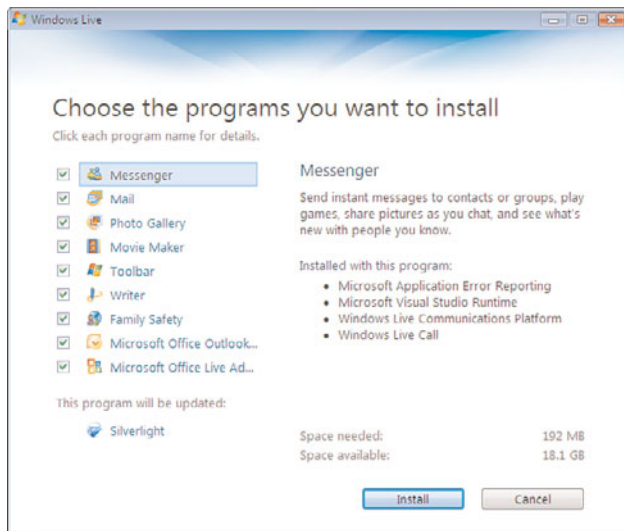 Windows Live
Choose the programs you want to install
Click each program name for details.
Messenger
Mail
Photo Gallery
Movie Maker
Toolbar
Writer
Family Safety
Microsoft Office Outlook...
Microsoft Office Live Ad...
This program will be updated:
Silverlight
Messenger
Send instant messages to contacts or groups, play
games, share pictures as you chat, and see what's
new with people you know.
Installed with this program:
• Microsoft Application Error Reporting
• Microsoft Visual Studio Runtime
• Windows Live Communications Platform
• Windows Live Call
Space needed: 192 MB
Space available: 18.1 GB
Install Cancel